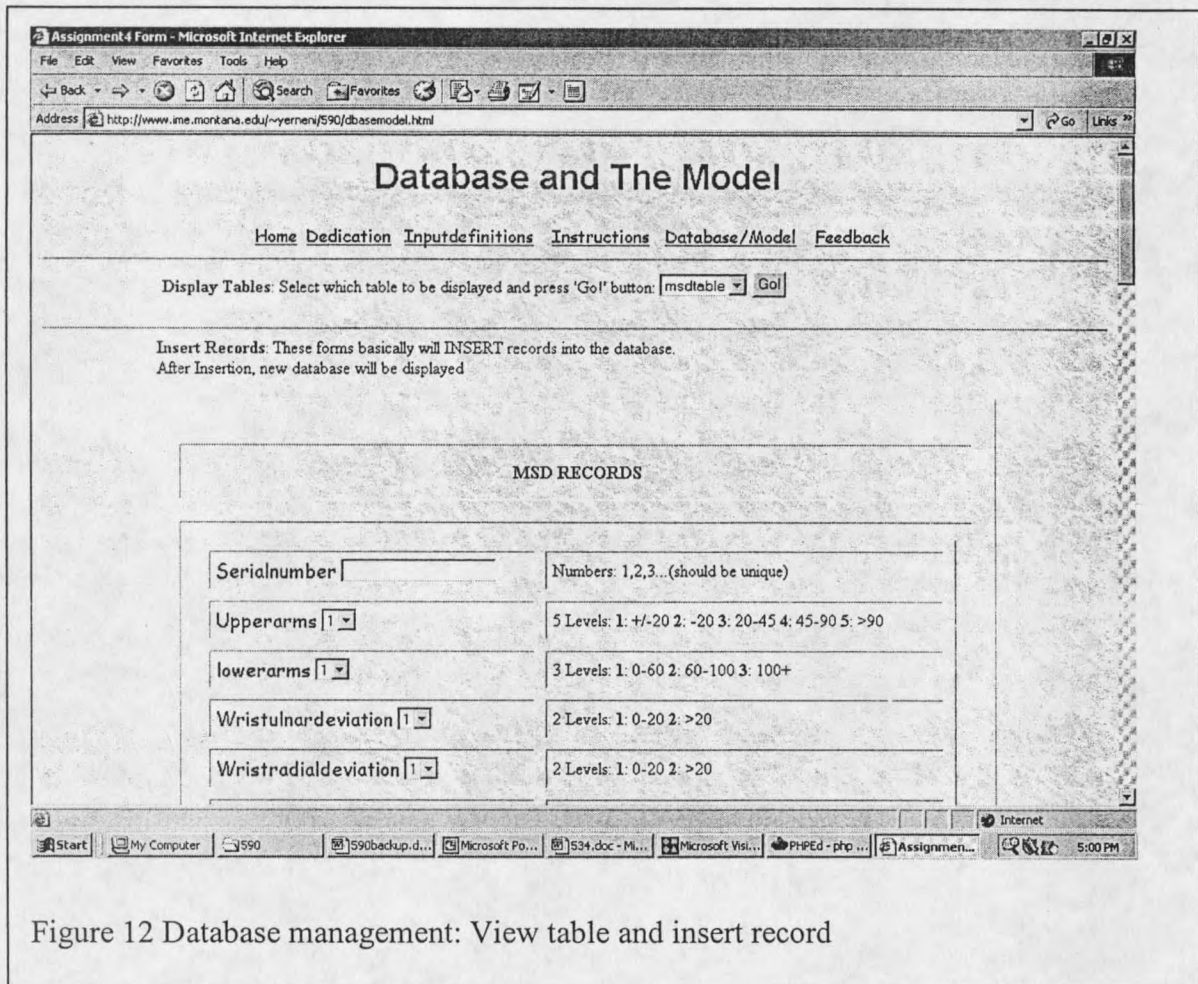 Assignment4 Form - Microsoft Internet Explorer
File Edit View Favorites Tools Help
Back Search Favorites
Address http://www.ime.montana.edu/~yerneni/590/dbasemodel.html Go Links »
Database and The Model
Home Dedication Inputdefinitions Instructions Database/Model Feedback
Display Tables: Select which table to be displayed and press 'Go!' button: msdtable Go!
Insert Records: These forms basically will INSERT records into the database.
After Insertion, new database will be displayed
MSD RECORDS
Serialnumber Numbers: 1,2,3...(should be unique)
Upperarms 1 5 Levels: 1: +/-20 2: -20 3: 20-45 4: 45-90 5: >90
lowerarms 1 3 Levels: 1: 0-60 2: 60-100 3: 100+
Wristulnardeviation 1 2 Levels: 1: 0-20 2: >20
Wristradialdeviation 1 2 Levels: 1: 0-20 2: >20
Internet
Start My Computer 590 590backup.d... Microsoft Po... 534.doc - Mi... Microsoft Visi... PHPEd - php ... Assignmen... 5:00 PM
Figure 12 Database management: View table and insert record